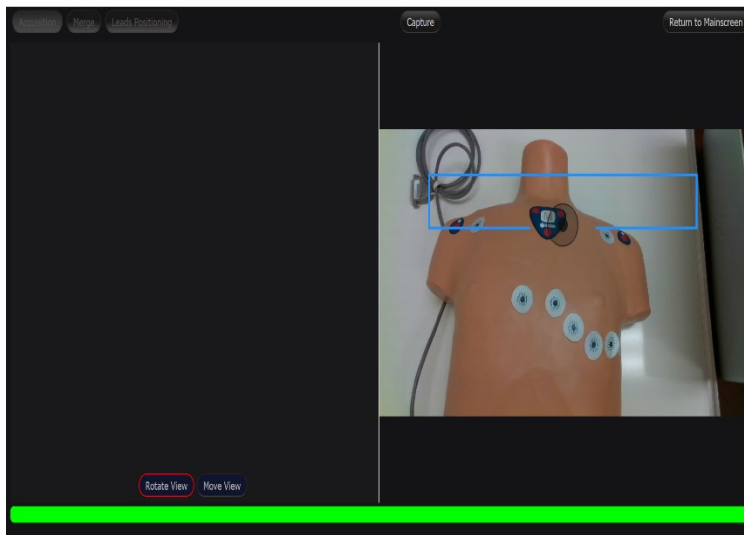 Acquisition Merge Leads Positioning Capture Return to Mainscreen
Rotate View Move View